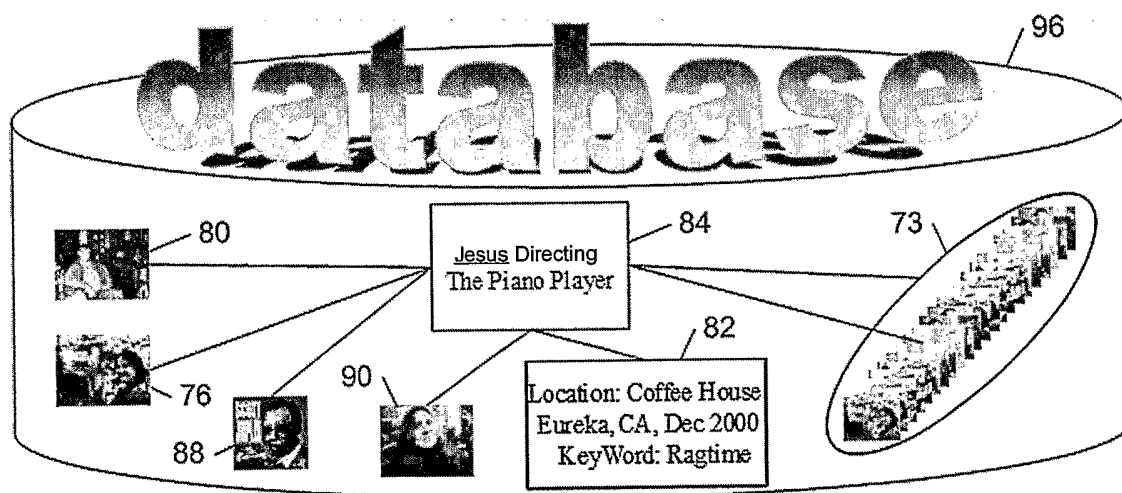 database
96
80
Jesus Directing
The Piano Player
84
73
76
88
90
82
Location: Coffee House
Eureka, CA, Dec 2000
KeyWord: Ragtime